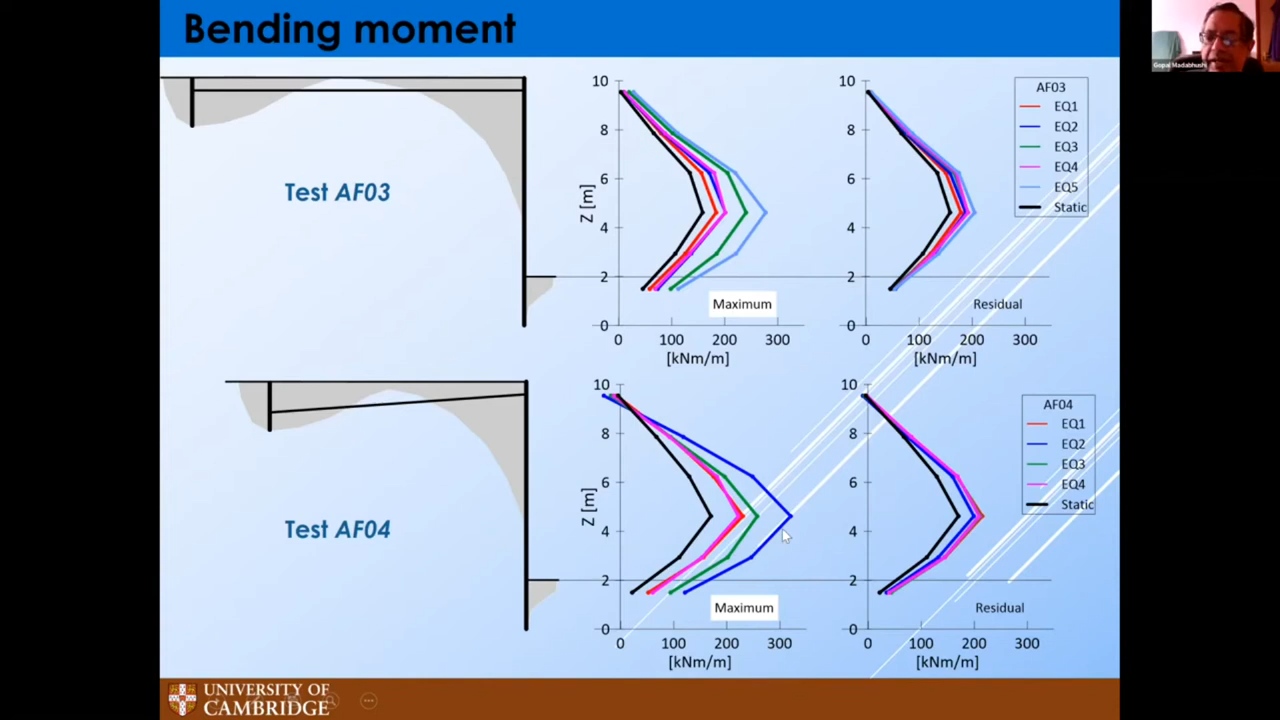 Bending moment
Gopal Madabhushi
Test AF03
10
8
6
4
2
0
Z [m]
0
100
200
300
[kNm/m]
Maximum
10
8
6
4
2
0
0
100
200
300
[kNm/m]
Residual
AF03
EQ1
EQ2
EQ3
EQ4
EQ5
Static
Test AF04
10
8
6
4
2
0
Z [m]
0
100
200
300
[kNm/m]
Maximum
10
8
6
4
2
0
0
100
200
300
[kNm/m]
Residual
AF04
EQ1
EQ2
EQ3
EQ4
Static
UNIVERSITY OF
CAMBRIDGE